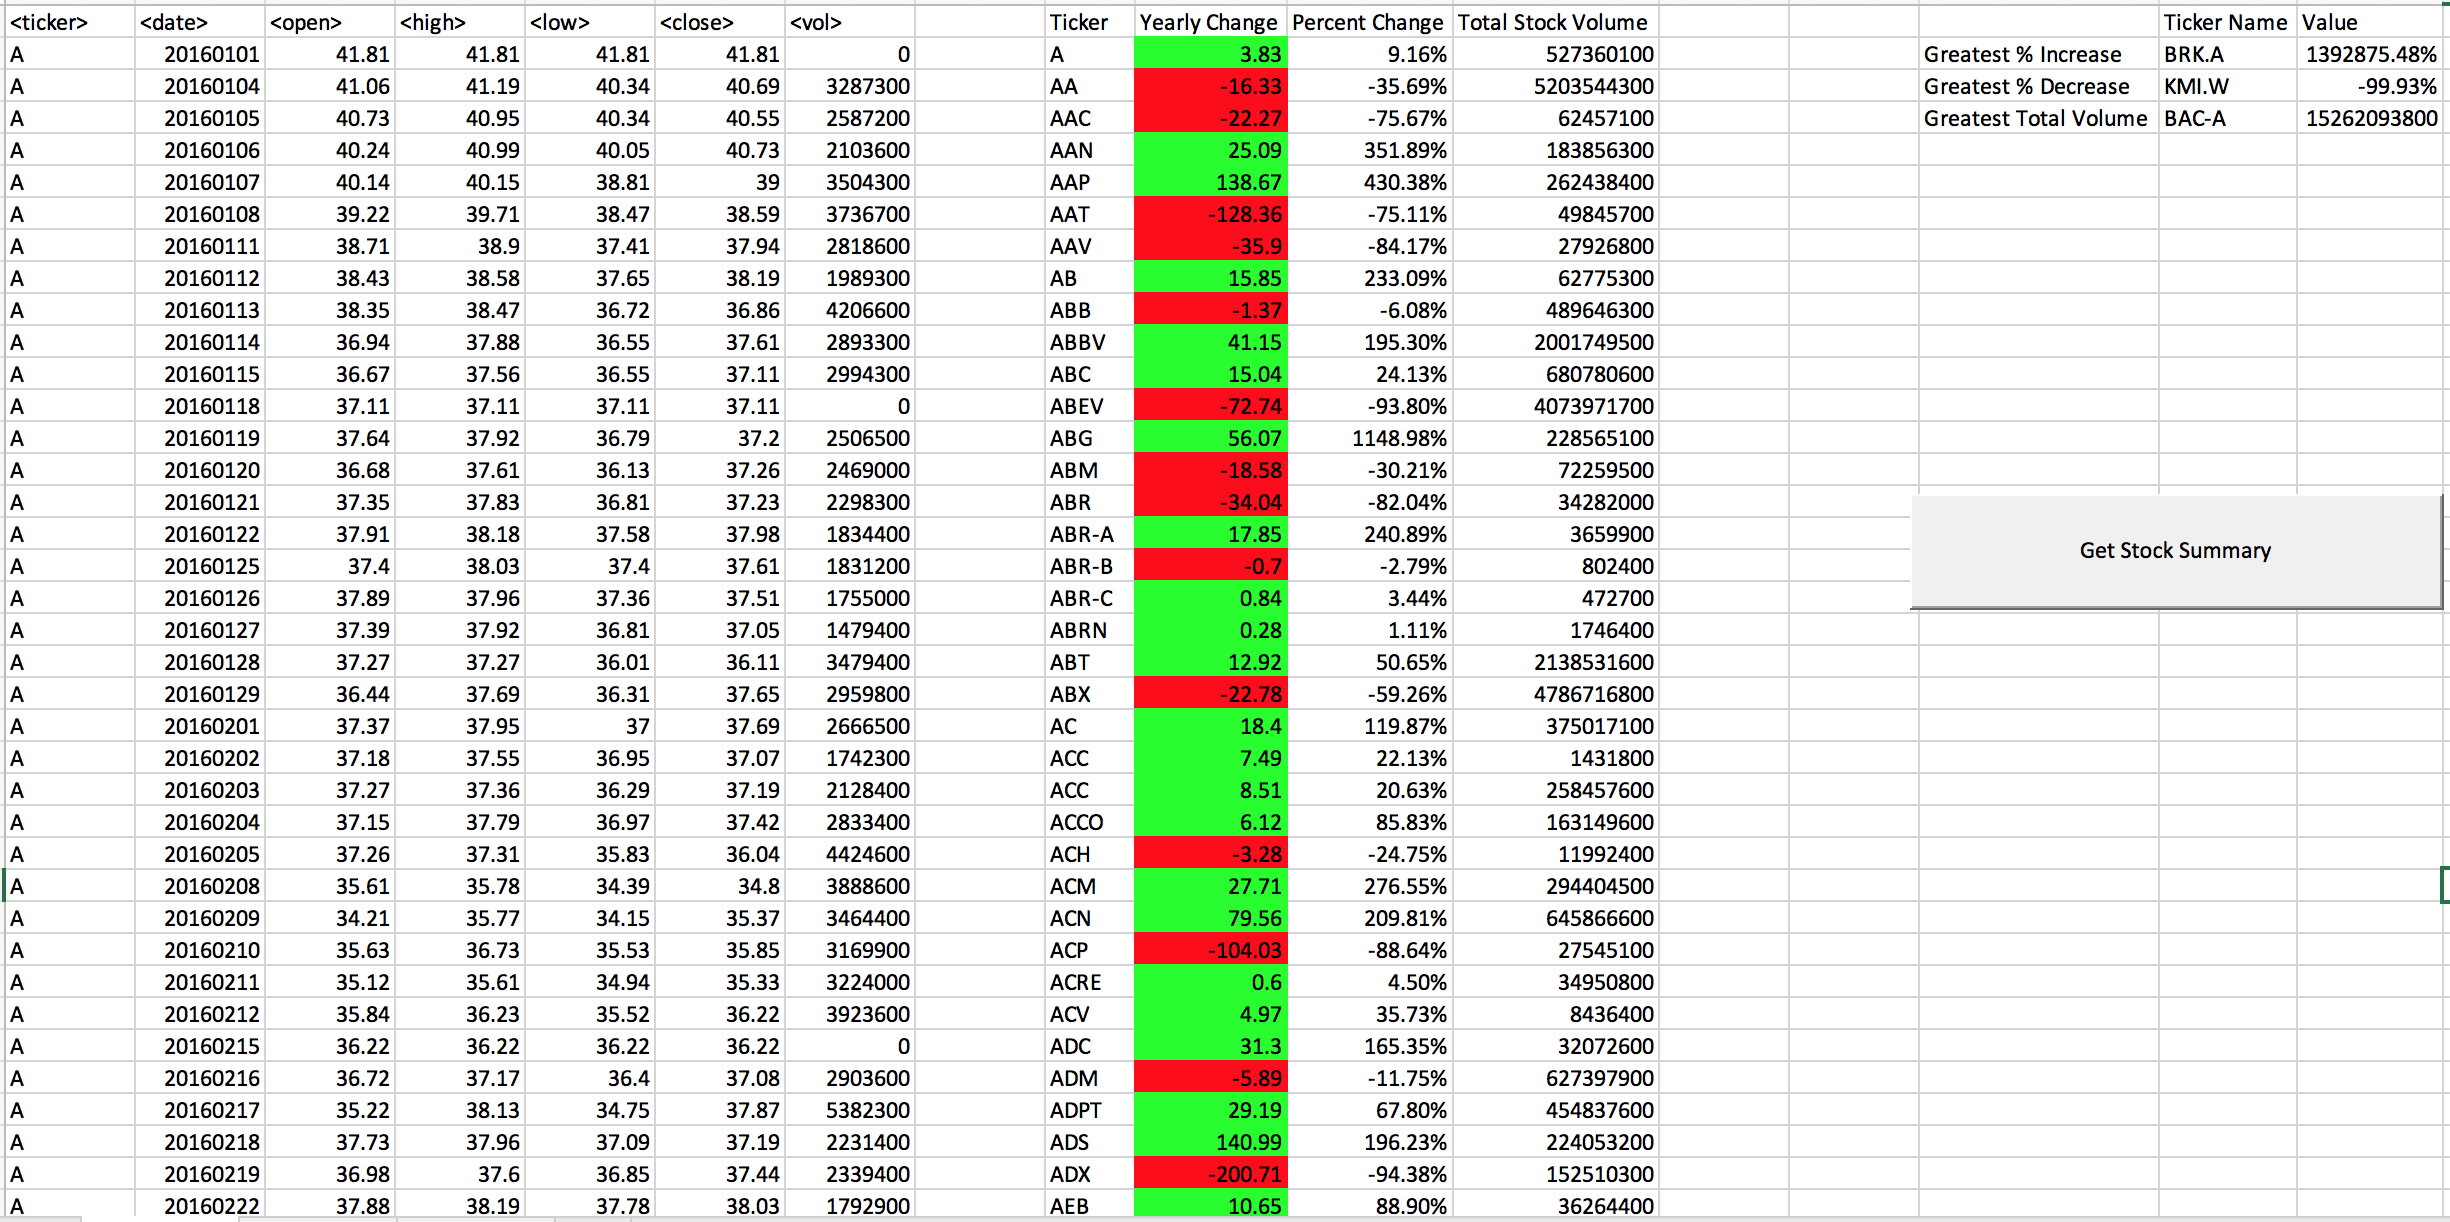 <ticker> <date> <open> <high> <low> <close> <vol> Ticker Yearly Change Percent Change Total Stock Volume Ticker Name Value
A 20160101 41.81 41.81 41.81 41.81 0 A 3.83 9.16% 527360100 Greatest % Increase BRK.A 1392875.48%
A 20160104 41.06 41.19 40.34 40.69 3287300 AA -16.33 -35.69% 5203544300 Greatest % Decrease KMI.W -99.93%
A 20160105 40.73 40.95 40.34 40.55 2587200 AAC -22.27 -75.67% 62457100 Greatest Total Volume BAC-A 15262093800
A 20160106 40.24 40.99 40.05 40.73 2103600 AAN 25.09 351.89% 183856300
A 20160107 40.14 40.15 38.81 39 3504300 AAP 138.67 430.38% 262438400
A 20160108 39.22 39.71 38.47 38.59 3736700 AAT -128.36 -75.11% 49845700
A 20160111 38.71 38.9 37.41 37.94 2818600 AAV -35.9 -84.17% 27926800
A 20160112 38.43 38.58 37.65 38.19 1989300 AB 15.85 233.09% 62775300
A 20160113 38.35 38.47 36.72 36.86 4206600 ABB -1.37 -6.08% 489646300
A 20160114 36.94 37.88 36.55 37.61 2893300 ABBV 41.15 195.30% 2001749500
A 20160115 36.67 37.56 36.55 37.11 2994300 ABC 15.04 24.13% 680780600
A 20160118 37.11 37.11 37.11 37.11 0 ABEV -72.74 -93.80% 4073971700
A 20160119 37.64 37.92 36.79 37.2 2506500 ABG 56.07 1148.98% 228565100
A 20160120 36.68 37.61 36.13 37.26 2469000 ABM -18.58 -30.21% 72259500
A 20160121 37.35 37.83 36.81 37.23 2298300 ABR -34.04 -82.04% 34282000
A 20160122 37.91 38.18 37.58 37.98 1834400 ABR-A 17.85 240.89% 3659900
Get Stock Summary
A 20160125 37.4 38.03 37.4 37.61 1831200 ABR-B -0.7 -2.79% 802400
A 20160126 37.89 37.96 37.36 37.51 1755000 ABR-C 0.84 3.44% 472700
A 20160127 37.39 37.92 36.81 37.05 1479400 ABRN 0.28 1.11% 1746400
A 20160128 37.27 37.27 36.01 36.11 3479400 ABT 12.92 50.65% 2138531600
A 20160129 36.44 37.69 36.31 37.65 2959800 ABX -22.78 -59.26% 4786716800
A 20160201 37.37 37.95 37 37.69 2666500 AC 18.4 119.87% 375017100
A 20160202 37.18 37.55 36.95 37.07 1742300 ACC 7.49 22.13% 1431800
A 20160203 37.27 37.36 36.29 37.19 2128400 ACC 8.51 20.63% 258457600
A 20160204 37.15 37.79 36.97 37.42 2833400 ACCO 6.12 85.83% 163149600
A 20160205 37.26 37.31 35.83 36.04 4424600 ACH -3.28 -24.75% 11992400
A 20160208 35.61 35.78 34.39 34.8 3888600 ACM 27.71 276.55% 294404500
A 20160209 34.21 35.77 34.15 35.37 3464400 ACN 79.56 209.81% 645866600
A 20160210 35.63 36.73 35.53 35.85 3169900 ACP -104.03 -88.64% 27545100
A 20160211 35.12 35.61 34.94 35.33 3224000 ACRE 0.6 4.50% 34950800
A 20160212 35.84 36.23 35.52 36.22 3923600 ACV 4.97 35.73% 8436400
A 20160215 36.22 36.22 36.22 36.22 0 ADC 31.3 165.35% 32072600
A 20160216 36.72 37.17 36.4 37.08 2903600 ADM -5.89 -11.75% 627397900
A 20160217 35.22 38.13 34.75 37.87 5382300 ADPT 29.19 67.80% 454837600
A 20160218 37.73 37.96 37.09 37.19 2231400 ADS 140.99 196.23% 224053200
A 20160219 36.98 37.6 36.85 37.44 2339400 ADX -200.71 -94.38% 152510300
A 20160222 37.88 38.19 37.78 38.03 1792900 AEB 10.65 88.90% 36264400